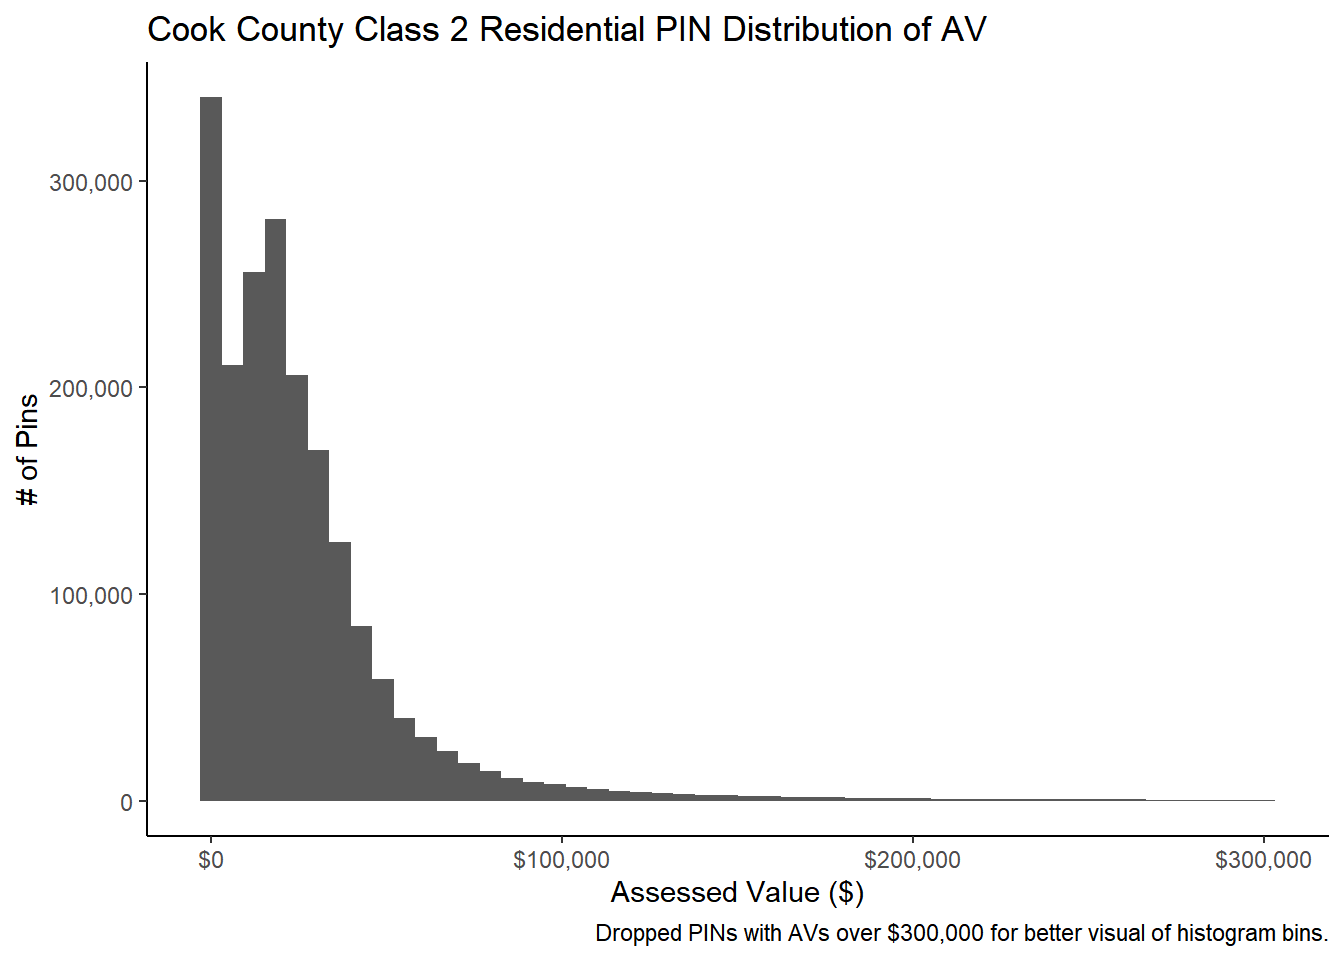 Cook County Class 2 Residential PIN Distribution of AV
# of Pins
300,000
200,000
100,000
0
$0
$100,000
$200,000
$300,000
Assessed Value ($)
Dropped PINs with AVs over $300,000 for better visual of histogram bins.